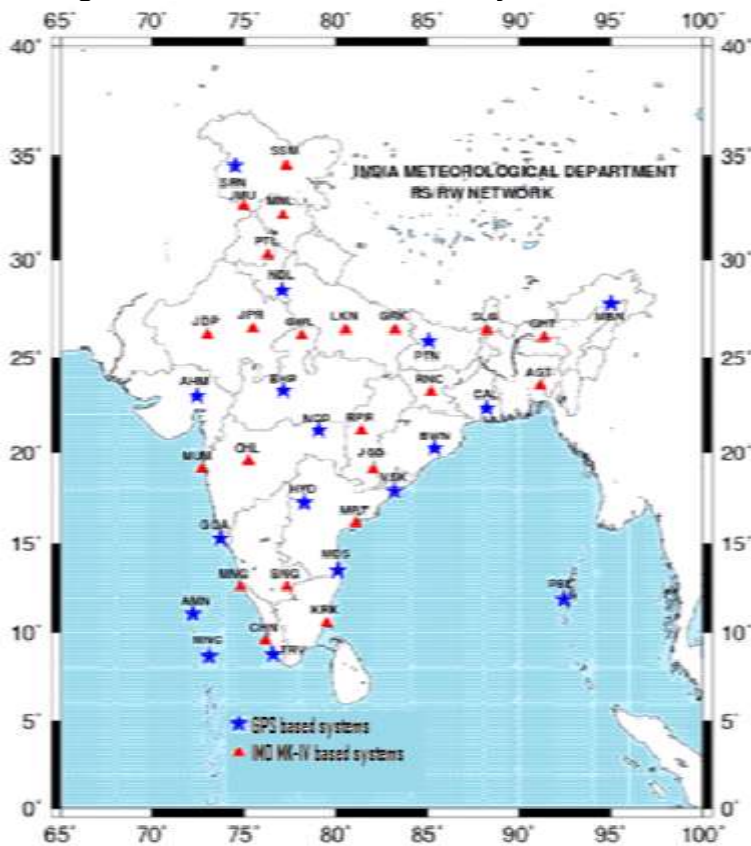 65° 70° 75° 80° 85° 90° 95° 100°
40° 40°
SSM
35° INDIA METEOROLOGICAL DEPARTMENT 35°
SRN RS/RW NETWORK
JMU MNL
PTL
30° 30°
NDL
JDP JPR GWL LKN GRK SLG GHT MBR
PTN
25° 25°
AHM BHP RNC CAL AGT
NGP RPR BWN
20° MUM CHL JGD 20°
HYD VSK
MPT
15° GOA 15°
MDS
MNG BNG PBL
AMN KRK
10° CHN 10°
MNC TRV
5° GPS based systems 5°
IMD MK-IV based systems
0° 0°
65° 70° 75° 80° 85° 90° 95° 100°